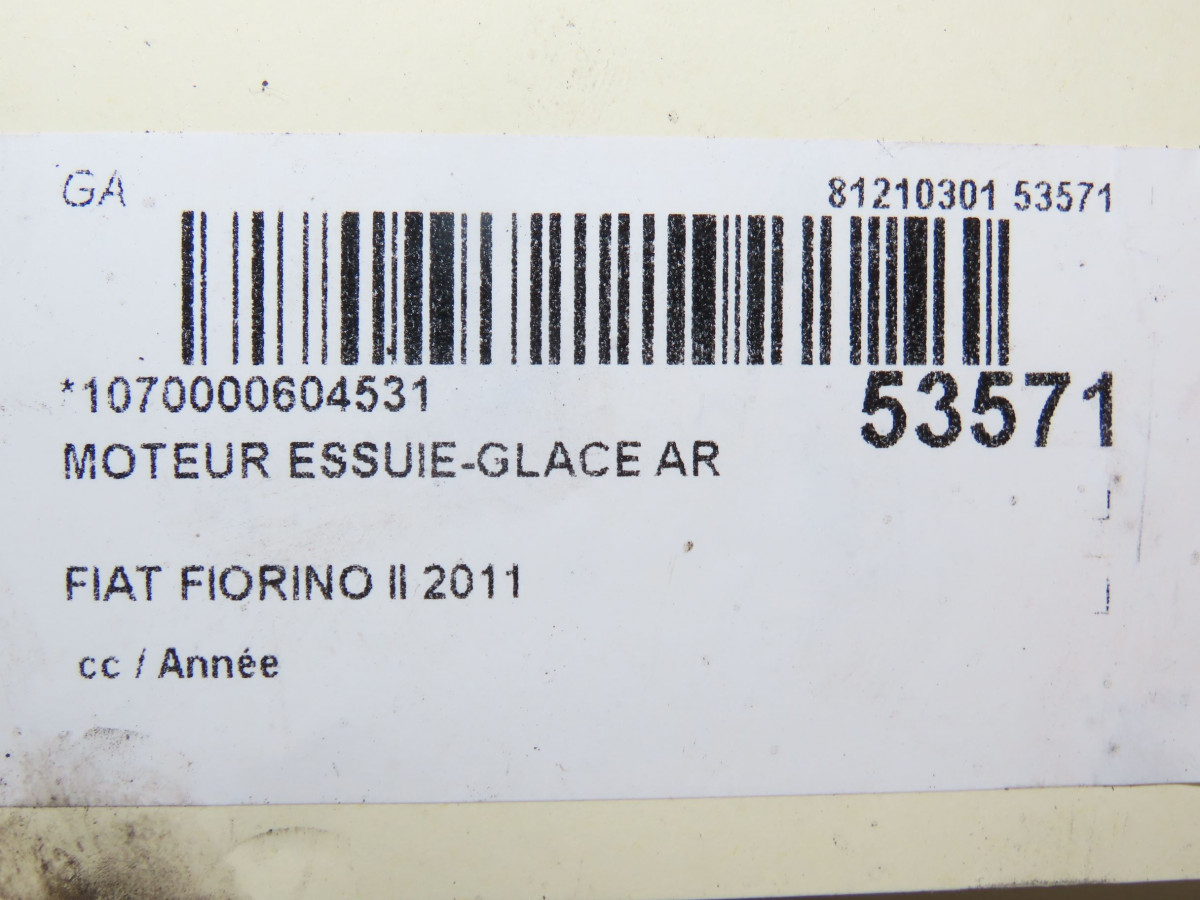 GA
81210301 53571
*1070000604531
53571
MOTEUR ESSUIE-GLACE AR
FIAT FIORINO II 2011
cc / Année